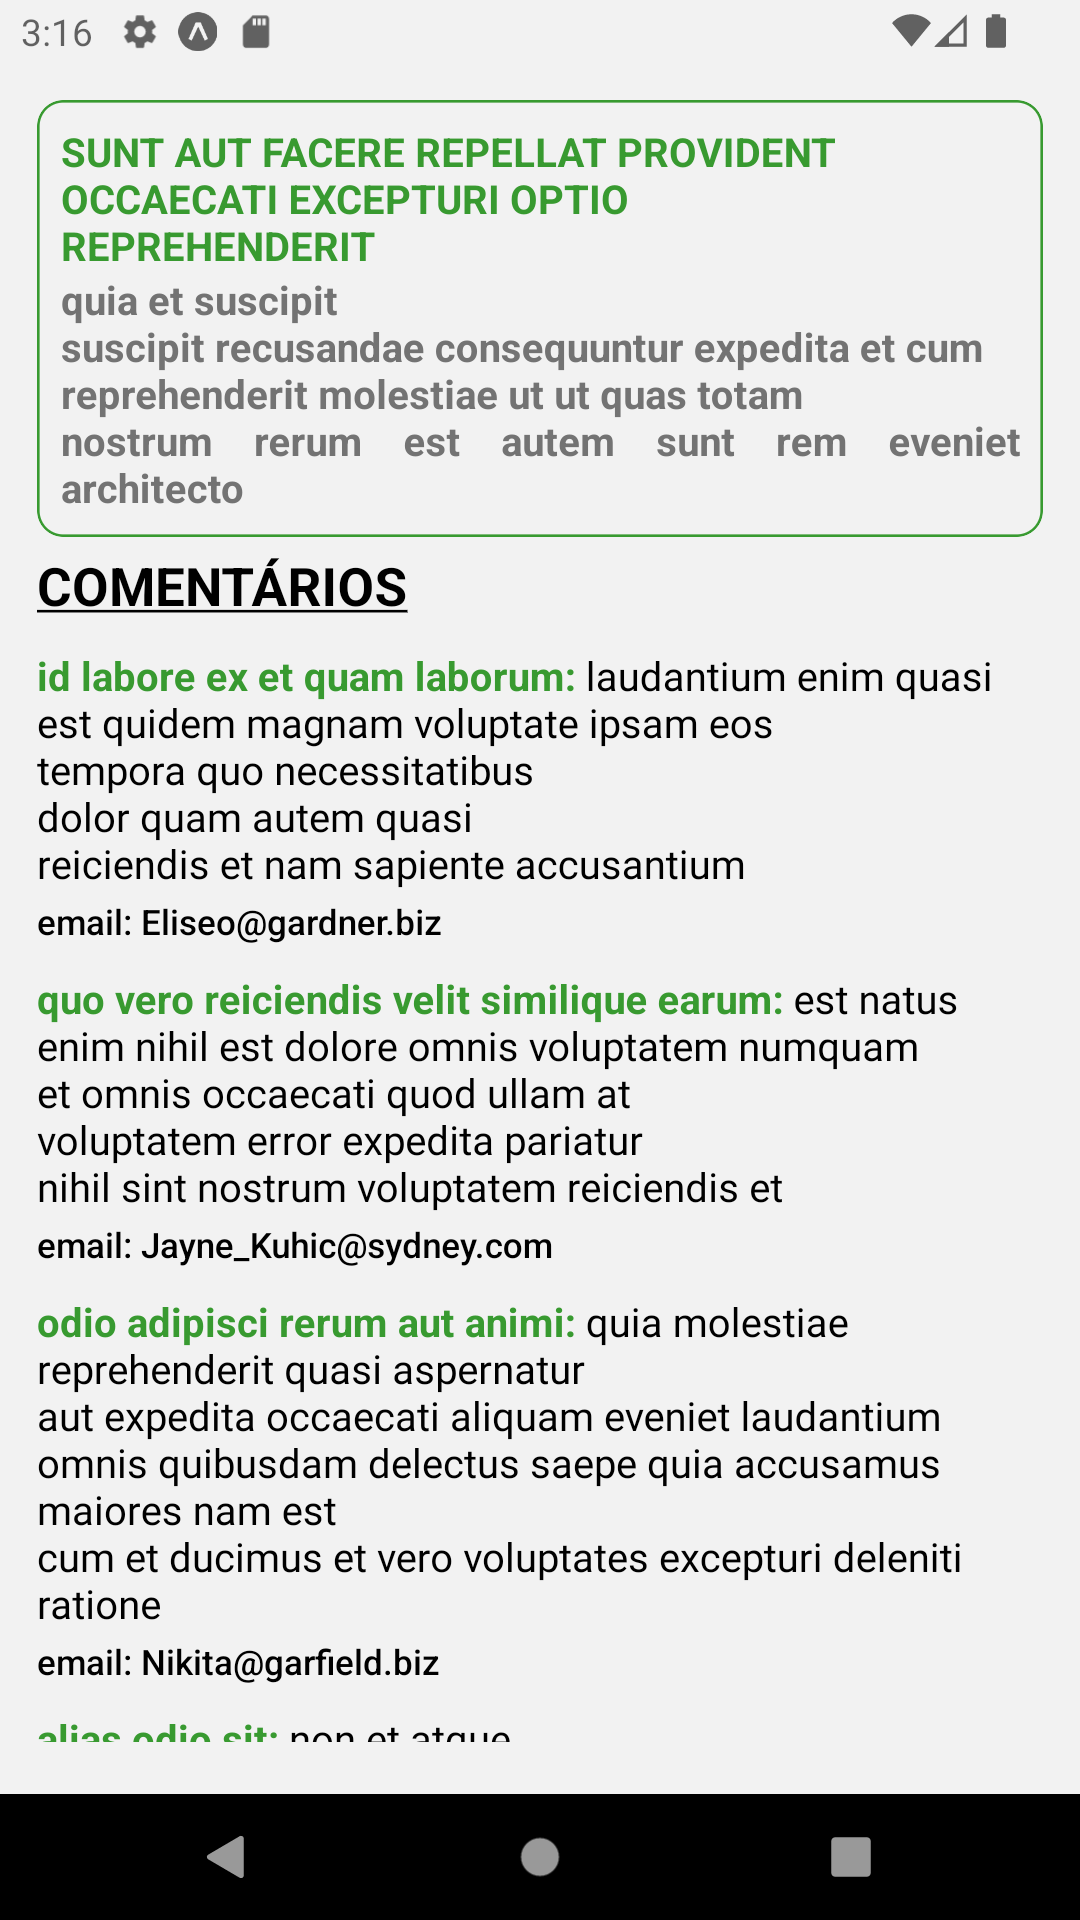 3:16
SUNT AUT FACERE REPELLAT PROVIDENT
OCCAECATI EXCEPTURI OPTIO
REPREHENDERIT
quia et suscipit
suscipit recusandae consequuntur expedita et cum
reprehenderit molestiae ut ut quas totam
nostrum rerum est autem sunt rem eveniet
architecto
COMENTÁRIOS
id labore ex et quam laborum: laudantium enim quasi
est quidem magnam voluptate ipsam eos
tempora quo necessitatibus
dolor quam autem quasi
reiciendis et nam sapiente accusantium
email: Eliseo@gardner.biz
quo vero reiciendis velit similique earum: est natus
enim nihil est dolore omnis voluptatem numquam
et omnis occaecati quod ullam at
voluptatem error expedita pariatur
nihil sint nostrum voluptatem reiciendis et
email: Jayne_Kuhic@sydney.com
odio adipisci rerum aut animi: quia molestiae
reprehenderit quasi aspernatur
aut expedita occaecati aliquam eveniet laudantium
omnis quibusdam delectus saepe quia accusamus
maiores nam est
cum et ducimus et vero voluptates excepturi deleniti
ratione
email: Nikita@garfield.biz
alias odio sit: non et atque